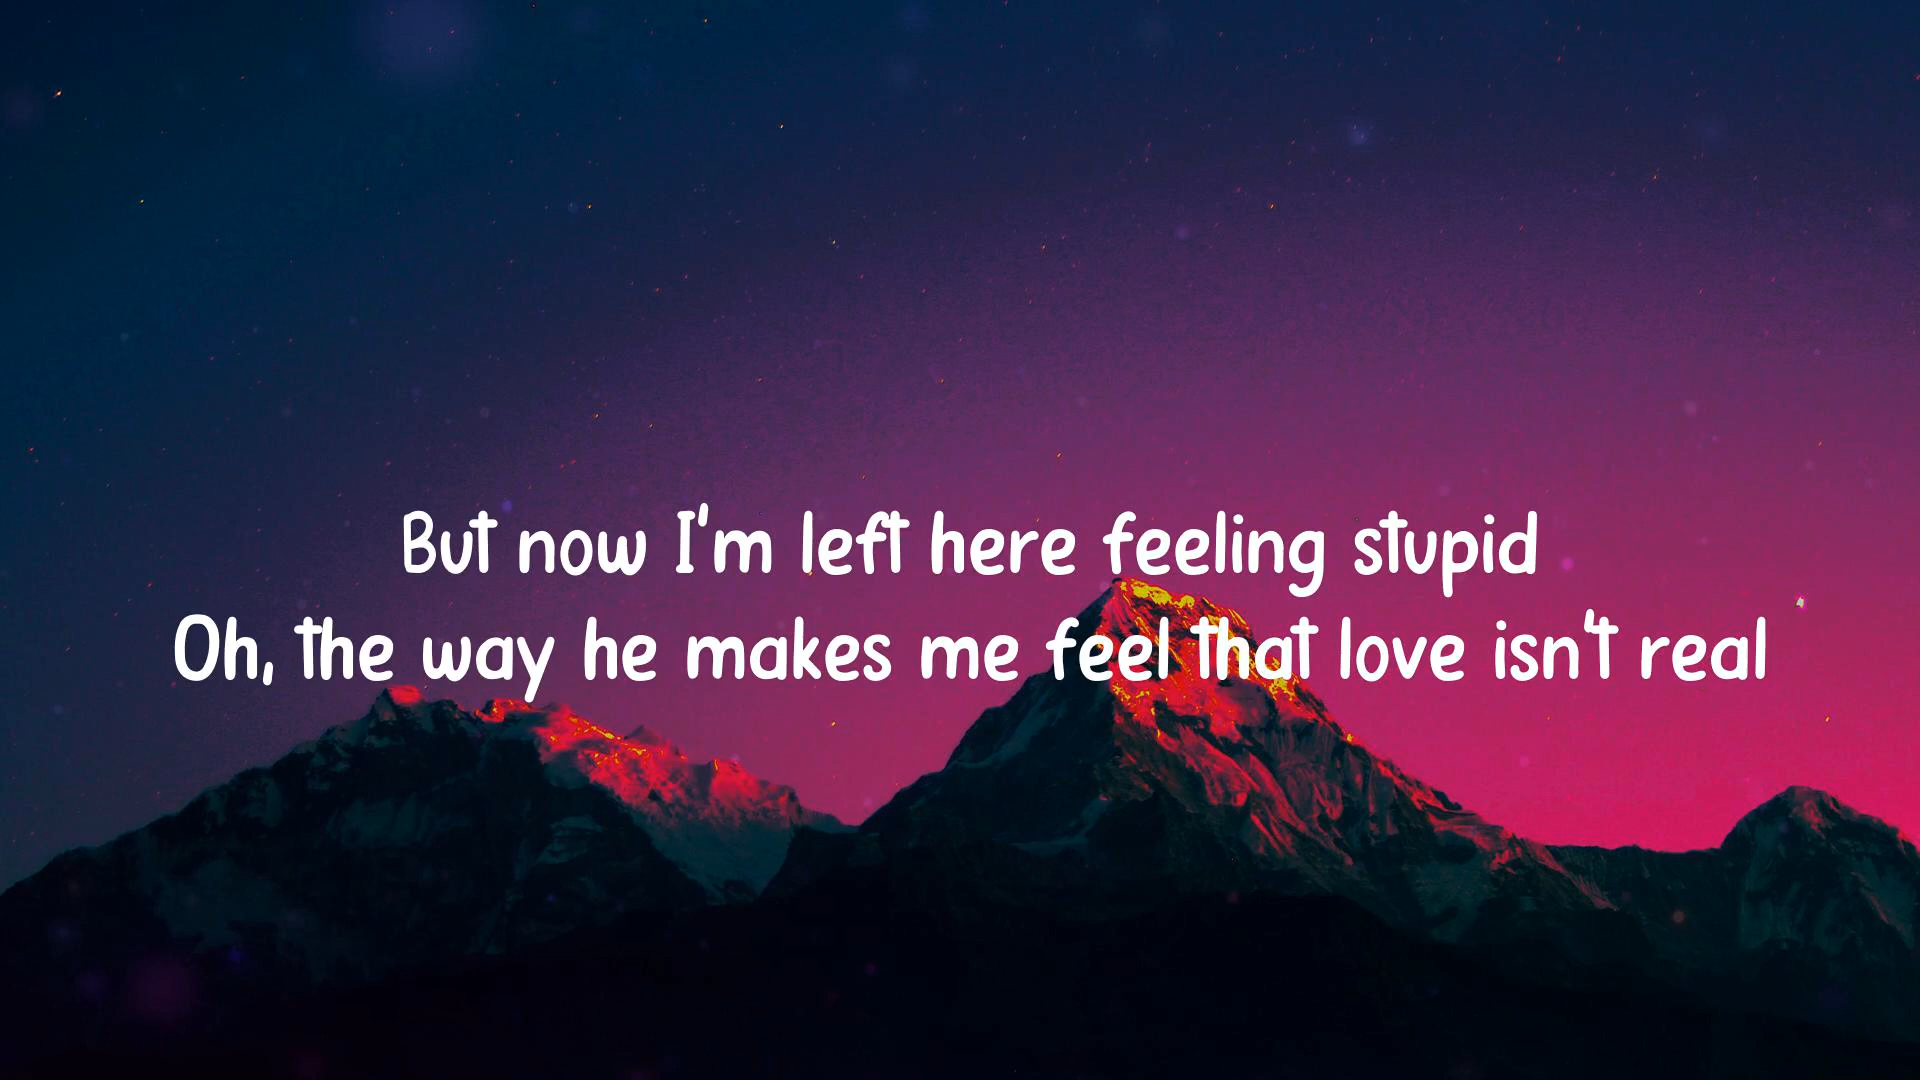 But now I'm left here feeling stupid
Oh, the way he makes me feel that love isn't real